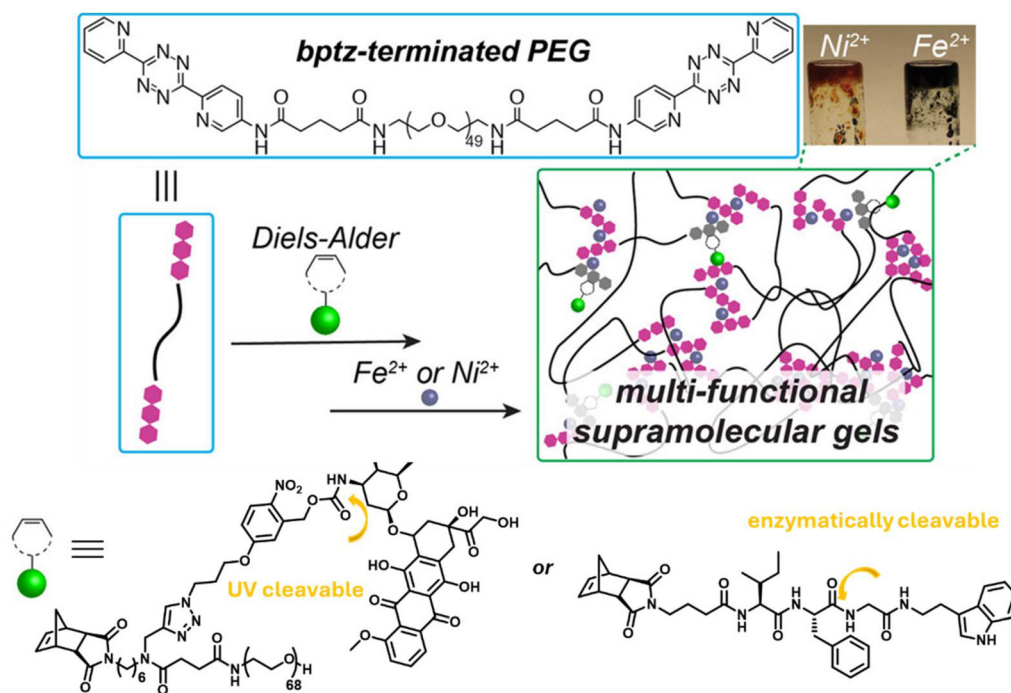 bptz-terminated PEG
Ni2+ Fe2+
N N N N N N N N N N N N N N
O O O O
N H N H O 49 N H N H
Diels-Alder
Fe2+ or Ni2+
multi-functional
supramolecular gels
NO2
H N
O
O
O
O OH
O OH
O
UV cleavable
O OH
O OH
O
O
N N N
O
N
O
6
N
O
O
N H
O
H
68
enzymatically cleavable
or
O
N
O
O
H N
O
N H
O
H N
O
N H
N H